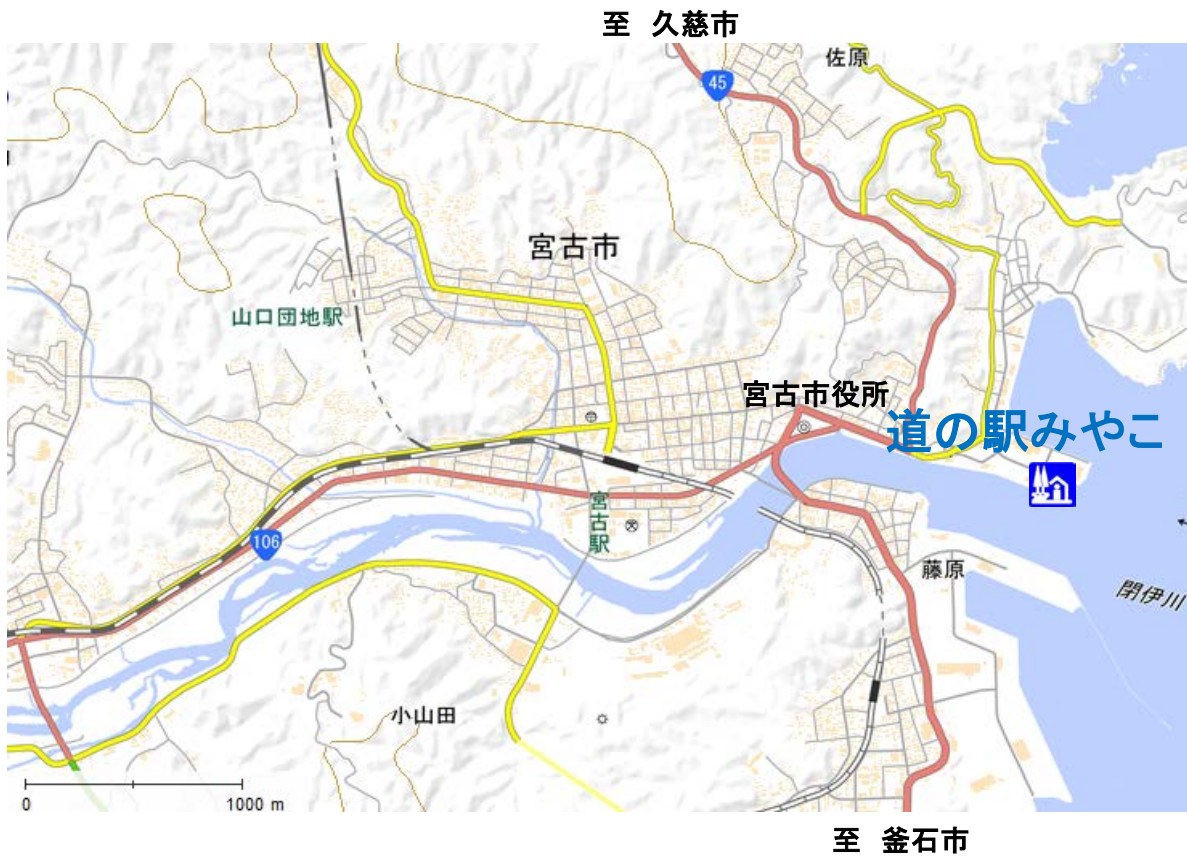 至 久慈市
佐原
45
宮古市
山口団地駅
宮古市役所
道の駅みやこ
宮古駅
106
藤原
閉伊川
小山田
0
1000 m
至 釜石市